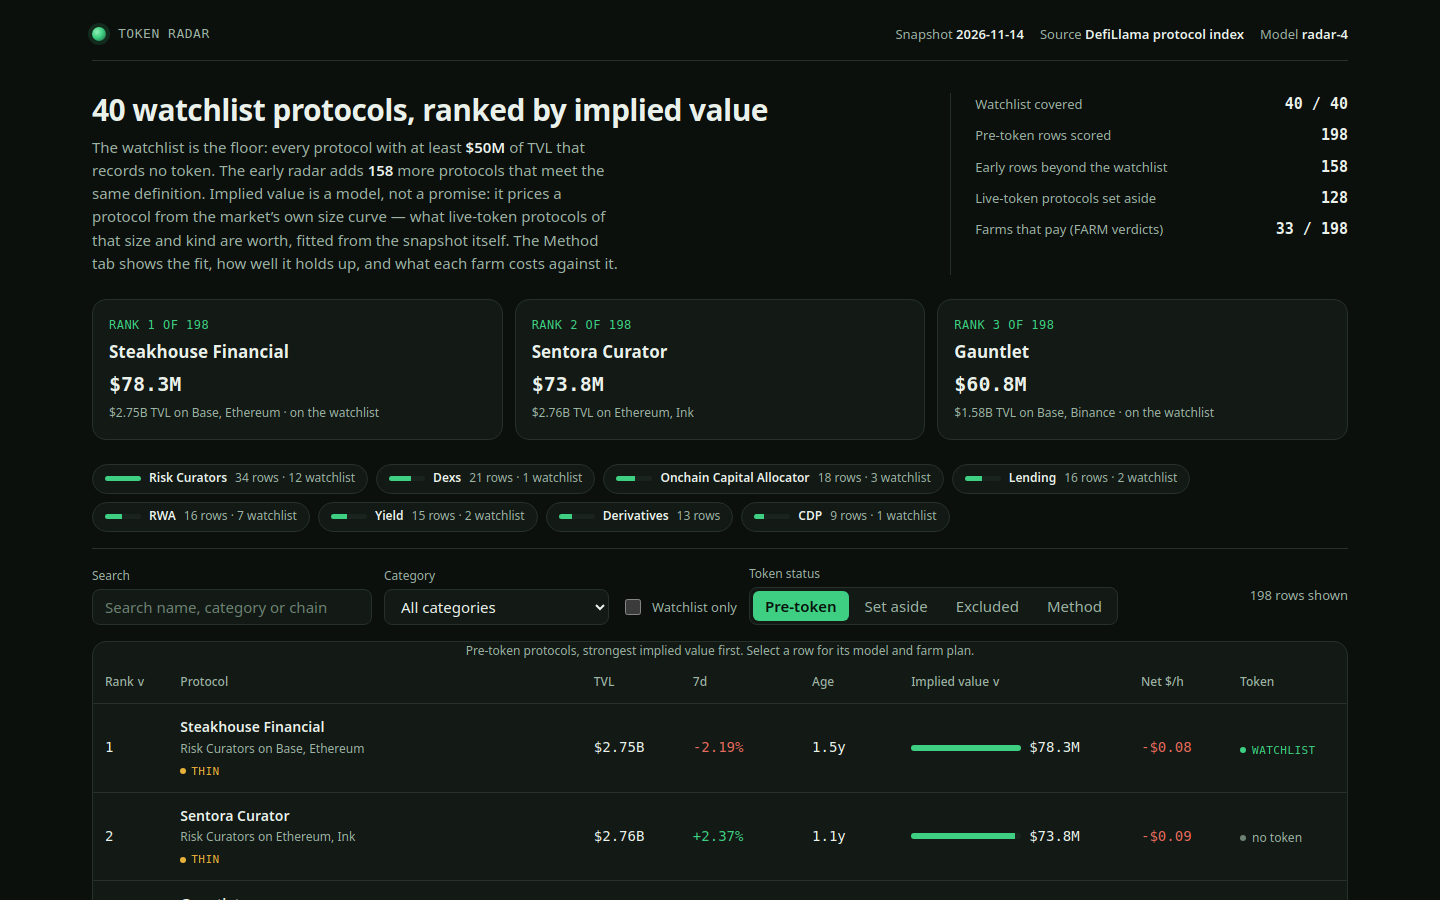 TOKEN RADAR
Snapshot 2026-11-14 Source DefiLlama protocol index Model radar-4
40 watchlist protocols, ranked by implied value
The watchlist is the floor: every protocol with at least $50M of TVL that
records no token. The early radar adds 158 more protocols that meet the
same definition. Implied value is a model, not a promise: it prices a
protocol from the market’s own size curve — what live-token protocols of
that size and kind are worth, fitted from the snapshot itself. The Method
tab shows the fit, how well it holds up, and what each farm costs against it.
Watchlist covered 40 / 40
Pre-token rows scored 198
Early rows beyond the watchlist 158
Live-token protocols set aside 128
Farms that pay (FARM verdicts) 33 / 198
RANK 1 OF 198
Steakhouse Financial
$78.3M
$2.75B TVL on Base, Ethereum · on the watchlist
RANK 2 OF 198
Sentora Curator
$73.8M
$2.76B TVL on Ethereum, Ink
RANK 3 OF 198
Gauntlet
$60.8M
$1.58B TVL on Base, Binance · on the watchlist
Risk Curators 34 rows · 12 watchlist
Dexs 21 rows · 1 watchlist
Onchain Capital Allocator 18 rows · 3 watchlist
Lending 16 rows · 2 watchlist
RWA 16 rows · 7 watchlist
Yield 15 rows · 2 watchlist
Derivatives 13 rows
CDP 9 rows · 1 watchlist
Search
Search name, category or chain
Category
All categories
Watchlist only
Token status
Pre-token Set aside Excluded Method
198 rows shown
Pre-token protocols, strongest implied value first. Select a row for its model and farm plan.
Rank v Protocol TVL 7d Age Implied value v Net $/h Token
Steakhouse Financial
1 Risk Curators on Base, Ethereum $2.75B -2.19% 1.5y $78.3M -$0.08 WATCHLIST
THIN
Sentora Curator
2 Risk Curators on Ethereum, Ink $2.76B +2.37% 1.1y $73.8M -$0.09 no token
THIN